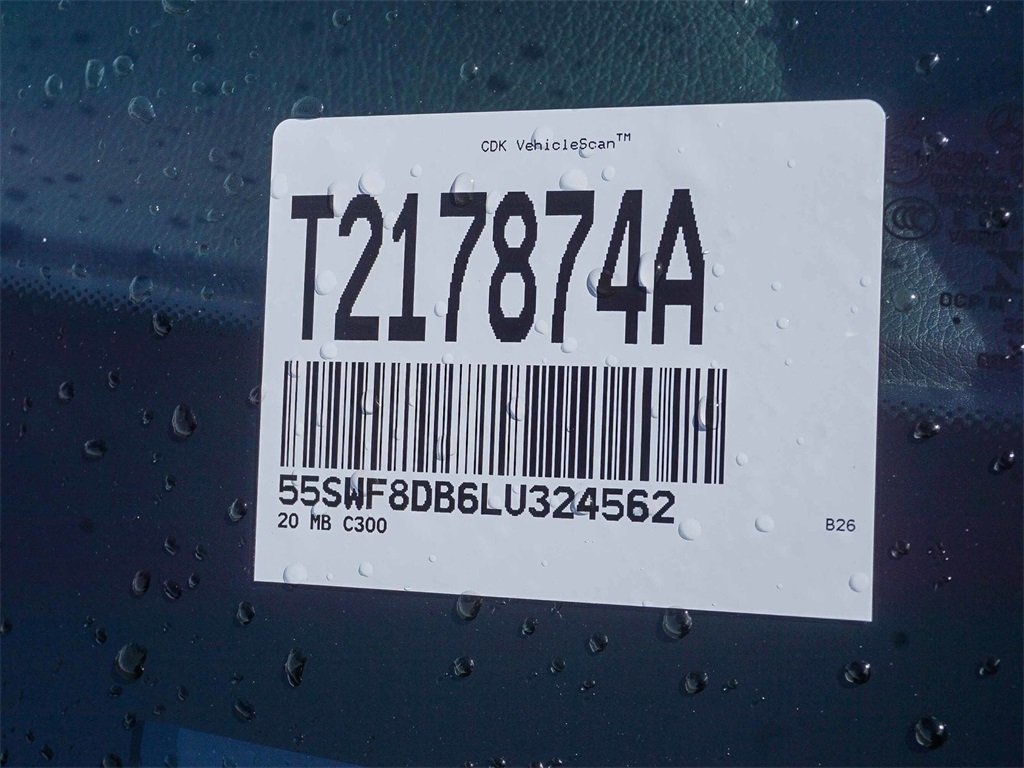 CDK VehicleScan™
T217874A
55SWF8DB6LU324562
20 MB C300
B26